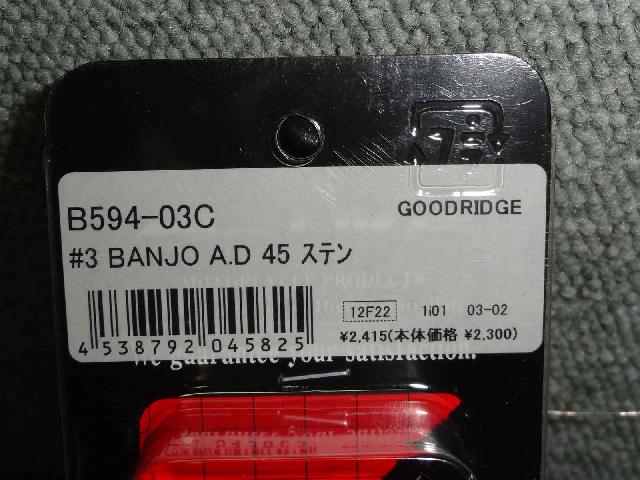 B594-03C
GOODRIDGE
#3 BANJO A.D 45 ステン
12F22 1i01 03-02
4 538792 045825
¥2,415(本体価格 ¥2,300)
We guarantee your satisfaction.